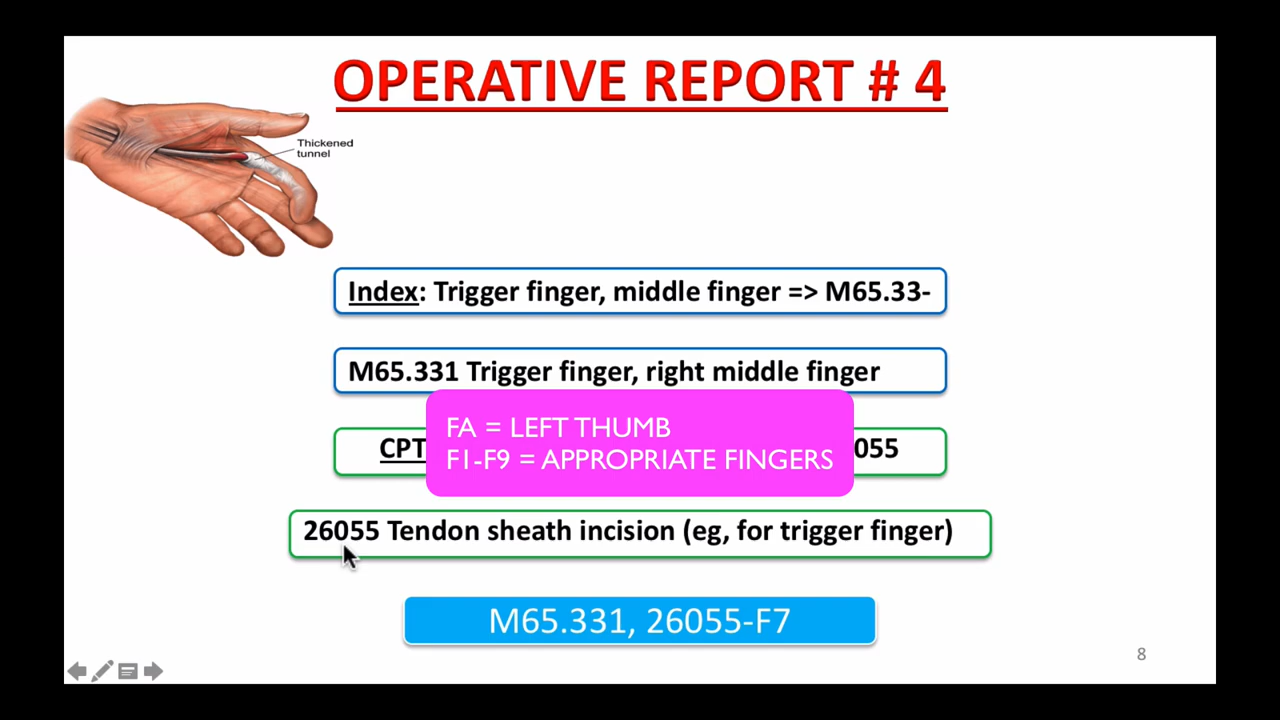 OPERATIVE REPORT # 4
Thickened
tunnel
Index: Trigger finger, middle finger => M65.33-
M65.331 Trigger finger, right middle finger
FA = LEFT THUMB
F1-F9 = APPROPRIATE FINGERS
CPT 055
26055 Tendon sheath incision (eg, for trigger finger)
M65.331, 26055-F7
8